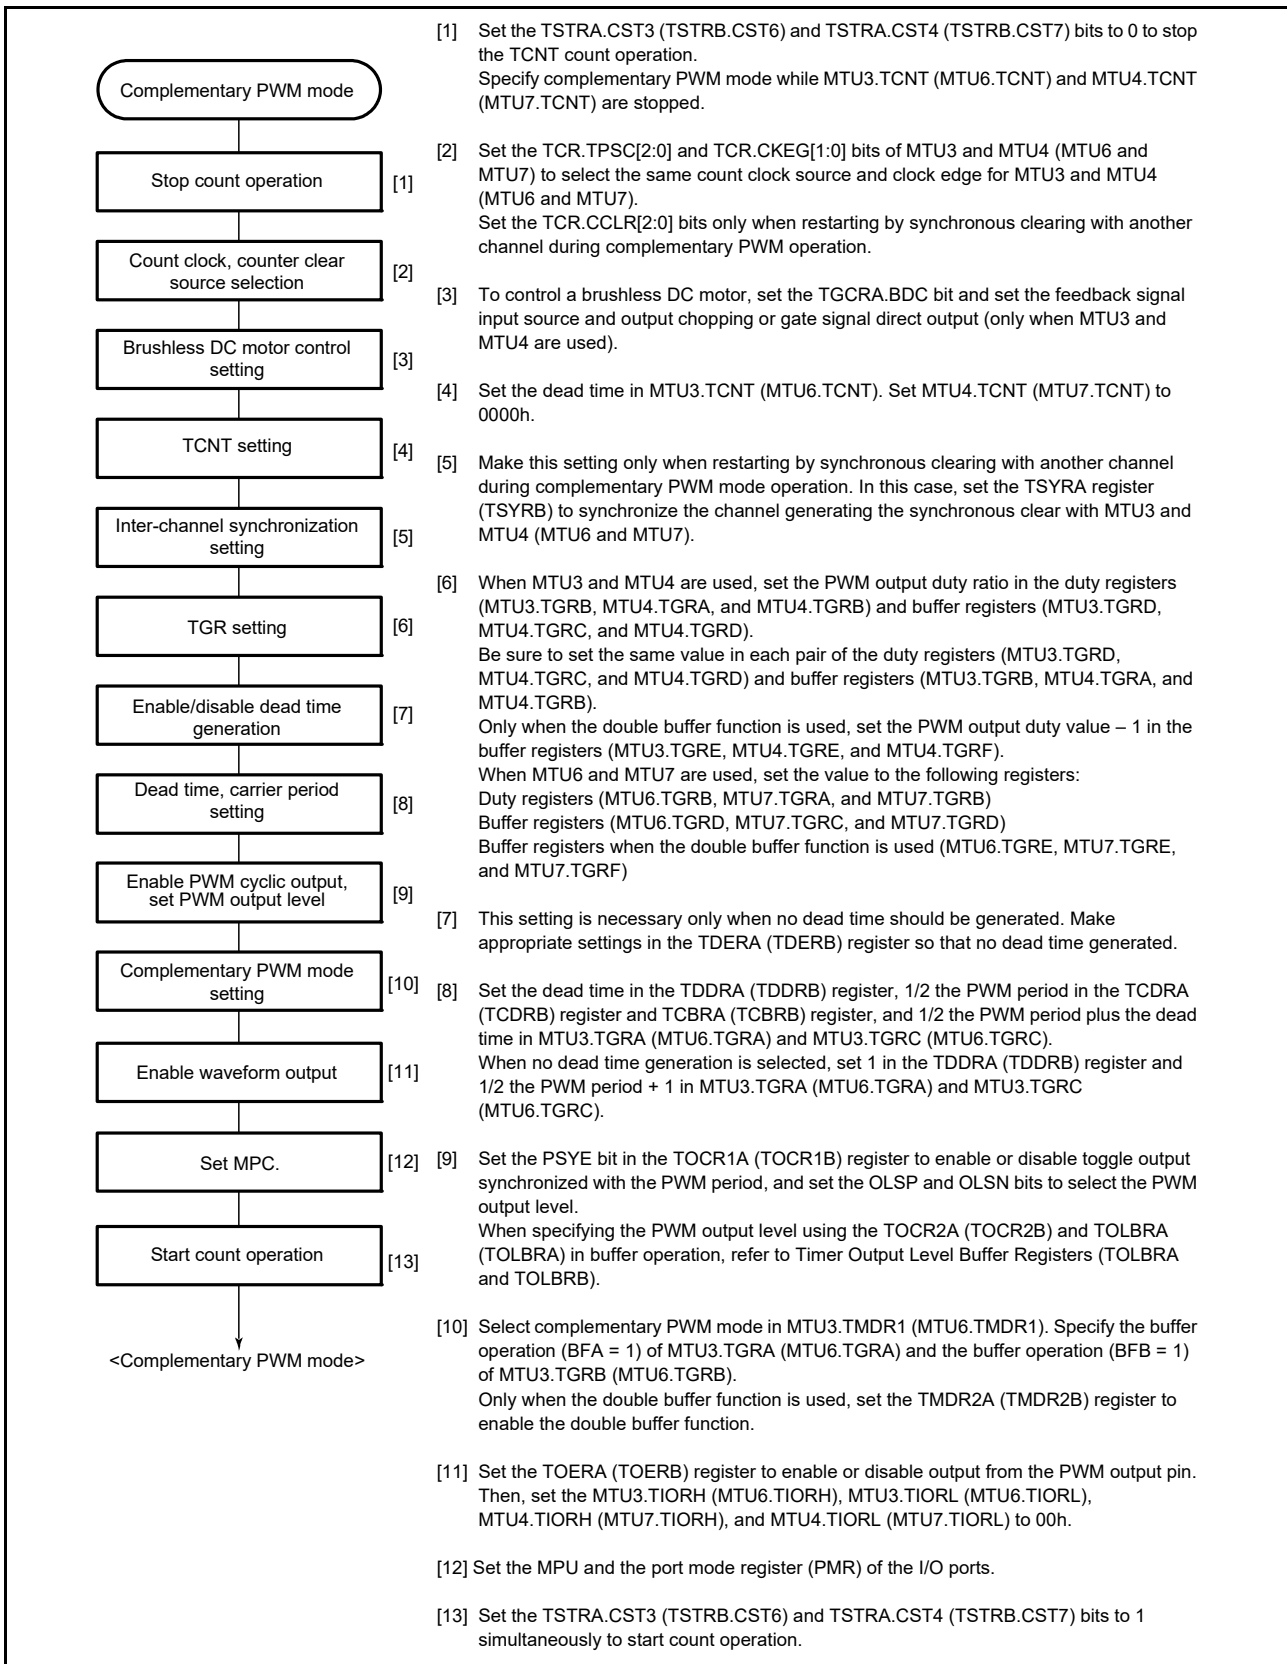 Complementary PWM mode
Stop count operation
[1]
Count clock, counter clear
source selection
[2]
Brushless DC motor control
setting
[3]
TCNT setting
[4]
Inter-channel synchronization
setting
[5]
TGR setting
[6]
Enable/disable dead time
generation
[7]
Dead time, carrier period
setting
[8]
Enable PWM cyclic output,
set PWM output level
[9]
Complementary PWM mode
setting
[10]
Enable waveform output
[11]
Set MPC.
[12]
Start count operation
[13]
<Complementary PWM mode>
[1] Set the TSTRA.CST3 (TSTRB.CST6) and TSTRA.CST4 (TSTRB.CST7) bits to 0 to stop
the TCNT count operation.
Specify complementary PWM mode while MTU3.TCNT (MTU6.TCNT) and MTU4.TCNT
(MTU7.TCNT) are stopped.
[2] Set the TCR.TPSC[2:0] and TCR.CKEG[1:0] bits of MTU3 and MTU4 (MTU6 and
MTU7) to select the same count clock source and clock edge for MTU3 and MTU4
(MTU6 and MTU7).
Set the TCR.CCLR[2:0] bits only when restarting by synchronous clearing with another
channel during complementary PWM operation.
[3] To control a brushless DC motor, set the TGCRA.BDC bit and set the feedback signal
input source and output chopping or gate signal direct output (only when MTU3 and
MTU4 are used).
[4] Set the dead time in MTU3.TCNT (MTU6.TCNT). Set MTU4.TCNT (MTU7.TCNT) to
0000h.
[5] Make this setting only when restarting by synchronous clearing with another channel
during complementary PWM mode operation. In this case, set the TSYRA register
(TSYRB) to synchronize the channel generating the synchronous clear with MTU3 and
MTU4 (MTU6 and MTU7).
[6] When MTU3 and MTU4 are used, set the PWM output duty ratio in the duty registers
(MTU3.TGRB, MTU4.TGRA, and MTU4.TGRB) and buffer registers (MTU3.TGRD,
MTU4.TGRC, and MTU4.TGRD).
Be sure to set the same value in each pair of the duty registers (MTU3.TGRD,
MTU4.TGRC, and MTU4.TGRD) and buffer registers (MTU3.TGRB, MTU4.TGRA, and
MTU4.TGRB).
Only when the double buffer function is used, set the PWM output duty value – 1 in the
buffer registers (MTU3.TGRE, MTU4.TGRE, and MTU4.TGRF).
When MTU6 and MTU7 are used, set the value to the following registers:
Duty registers (MTU6.TGRB, MTU7.TGRA, and MTU7.TGRB)
Buffer registers (MTU6.TGRD, MTU7.TGRC, and MTU7.TGRD)
Buffer registers when the double buffer function is used (MTU6.TGRE, MTU7.TGRE,
and MTU7.TGRF)
[7] This setting is necessary only when no dead time should be generated. Make
appropriate settings in the TDERA (TDERB) register so that no dead time generated.
[8] Set the dead time in the TDDRA (TDDRB) register, 1/2 the PWM period in the TCDRA
(TCDRB) register and TCBRA (TCBRB) register, and 1/2 the PWM period plus the dead
time in MTU3.TGRA (MTU6.TGRA) and MTU3.TGRC (MTU6.TGRC).
When no dead time generation is selected, set 1 in the TDDRA (TDDRB) register and
1/2 the PWM period + 1 in MTU3.TGRA (MTU6.TGRA) and MTU3.TGRC
(MTU6.TGRC).
[9] Set the PSYE bit in the TOCR1A (TOCR1B) register to enable or disable toggle output
synchronized with the PWM period, and set the OLSP and OLSN bits to select the PWM
output level.
When specifying the PWM output level using the TOCR2A (TOCR2B) and TOLBRA
(TOLBRA) in buffer operation, refer to Timer Output Level Buffer Registers (TOLBRA
and TOLBRB).
[10] Select complementary PWM mode in MTU3.TMDR1 (MTU6.TMDR1). Specify the buffer
operation (BFA = 1) of MTU3.TGRA (MTU6.TGRA) and the buffer operation (BFB = 1)
of MTU3.TGRB (MTU6.TGRB).
Only when the double buffer function is used, set the TMDR2A (TMDR2B) register to
enable the double buffer function.
[11] Set the TOERA (TOERB) register to enable or disable output from the PWM output pin.
Then, set the MTU3.TIORH (MTU6.TIORH), MTU3.TIORL (MTU6.TIORL),
MTU4.TIORH (MTU7.TIORH), and MTU4.TIORL (MTU7.TIORL) to 00h.
[12] Set the MPU and the port mode register (PMR) of the I/O ports.
[13] Set the TSTRA.CST3 (TSTRB.CST6) and TSTRA.CST4 (TSTRB.CST7) bits to 1
simultaneously to start count operation.